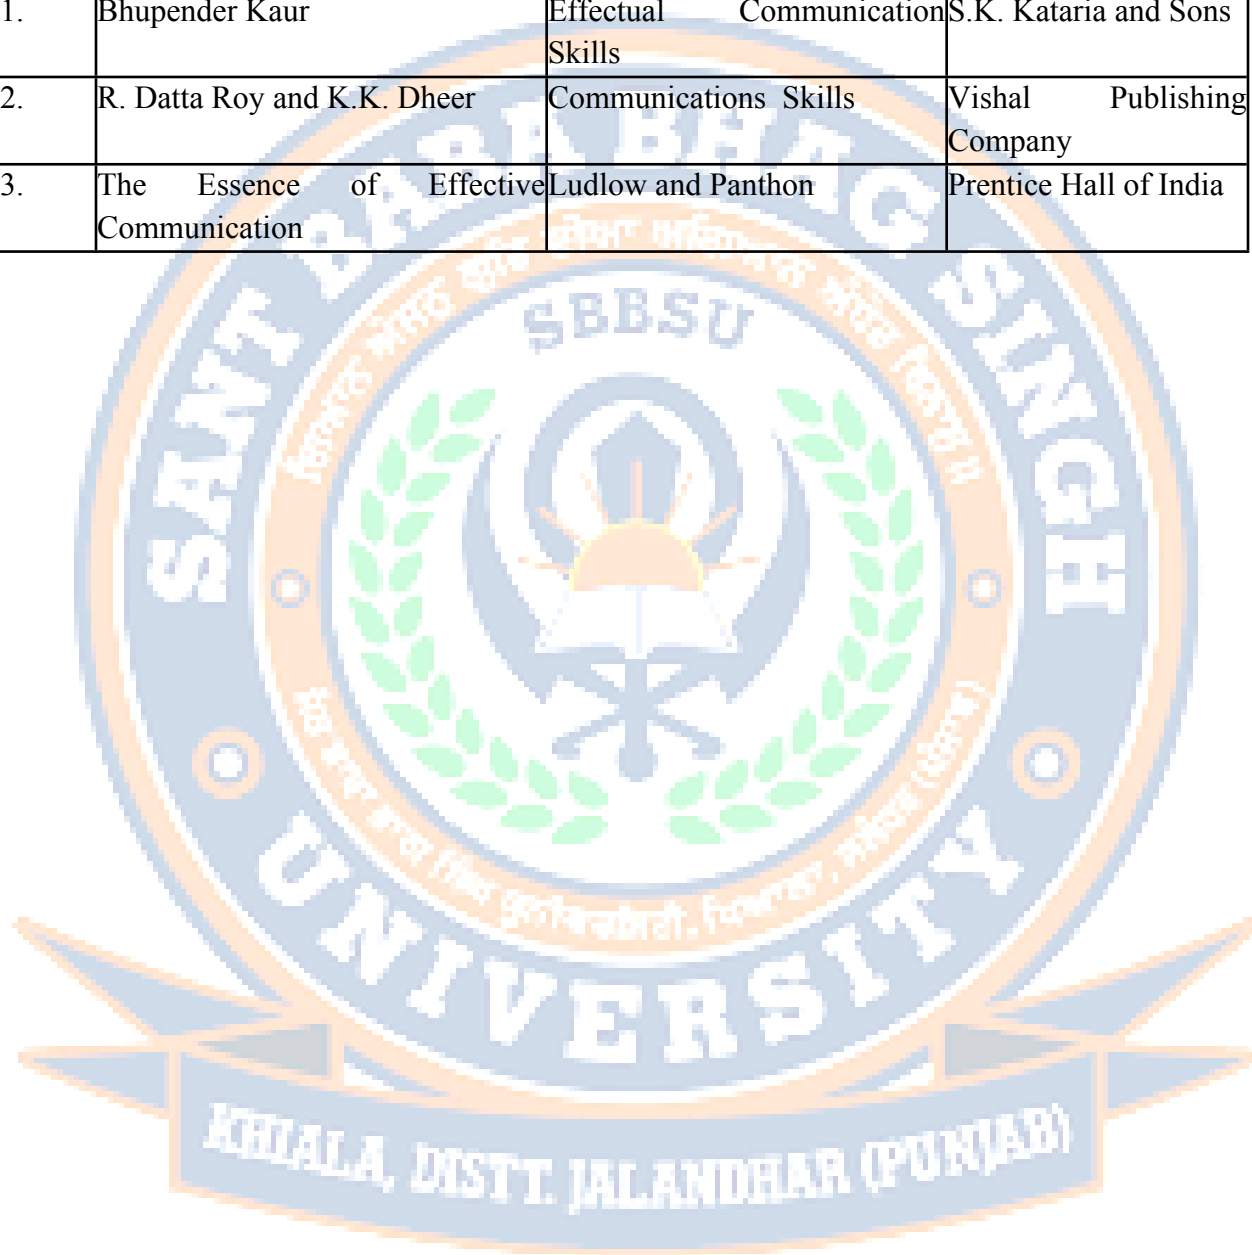 1. Bhupender Kaur Effectual Communication S.K. Kataria and Sons
Skills
2. R. Datta Roy and K.K. Dheer Communications Skills Vishal Publishing
Company
3. The Essence of Effective Ludlow and Panthon Prentice Hall of India
Communication
SANT BABA BHAG SINGH
SBBSU
UNIVERSITY
KHIALA, DISTT. JALANDHAR (PUNJAB)